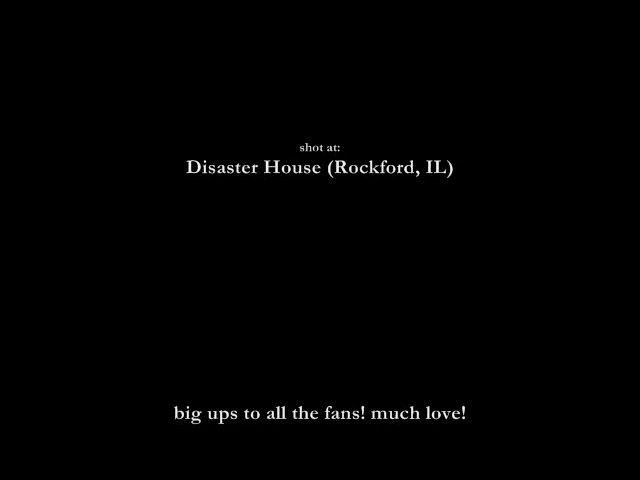 shot at:
Disaster House (Rockford, IL)
big ups to all the fans! much love!